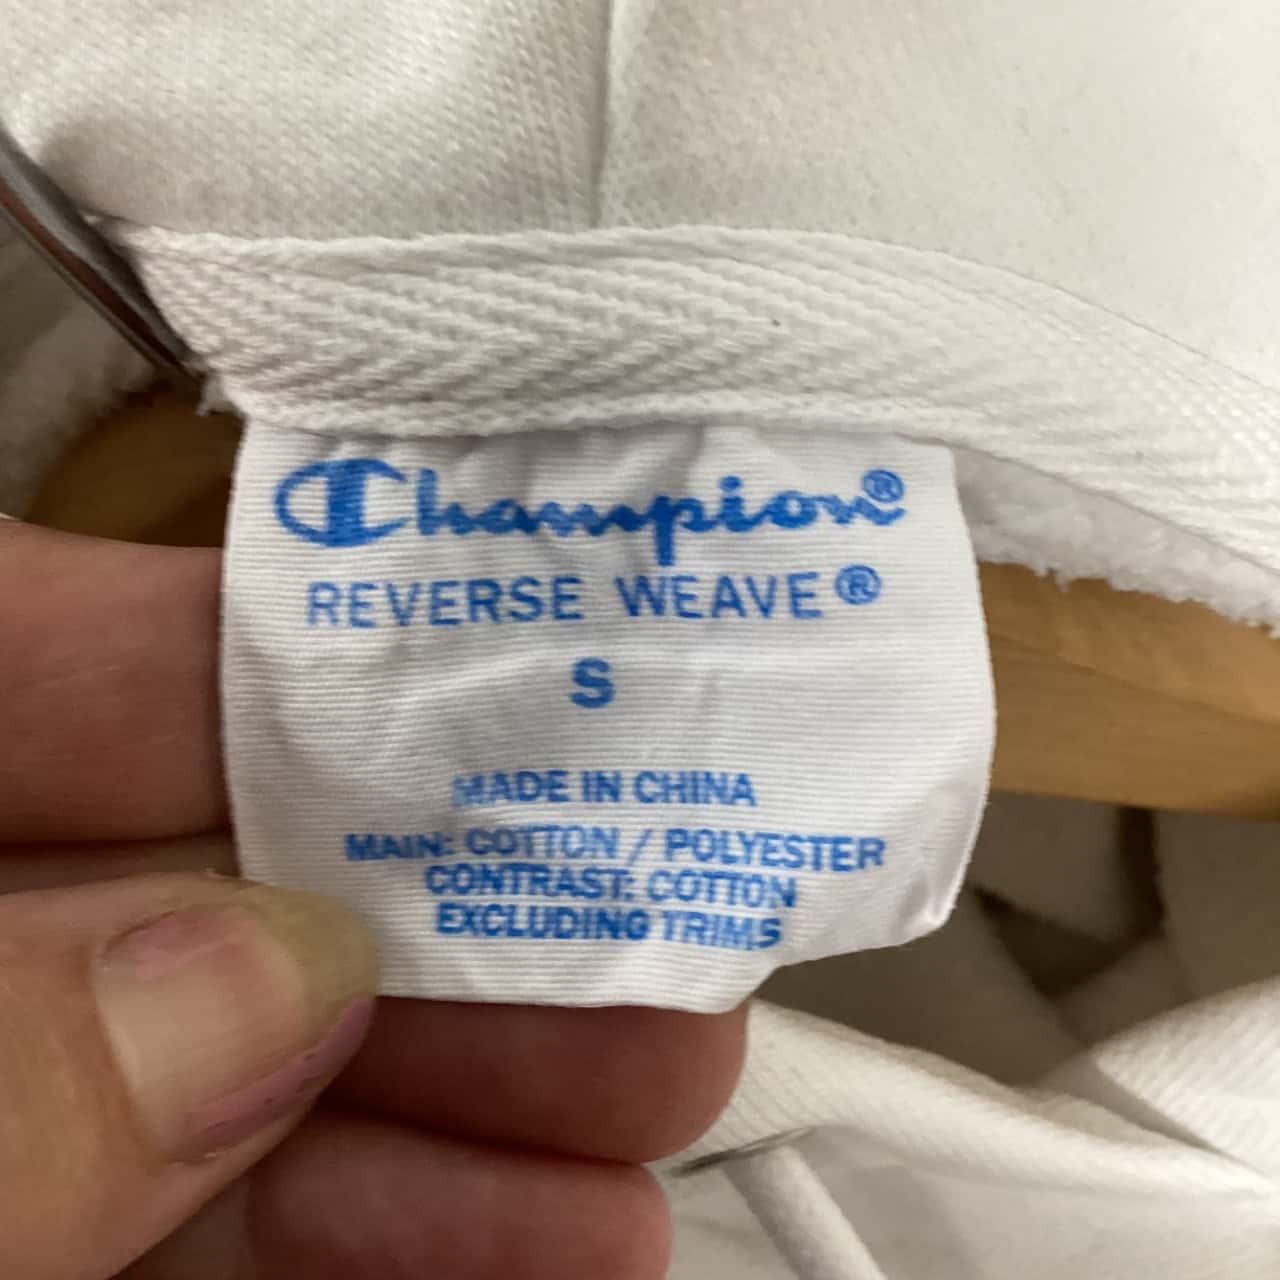 Champion®
REVERSE WEAVE®
S
MADE IN CHINA
MAIN: COTTON / POLYESTER
CONTRAST: COTTON
EXCLUDING TRIMS